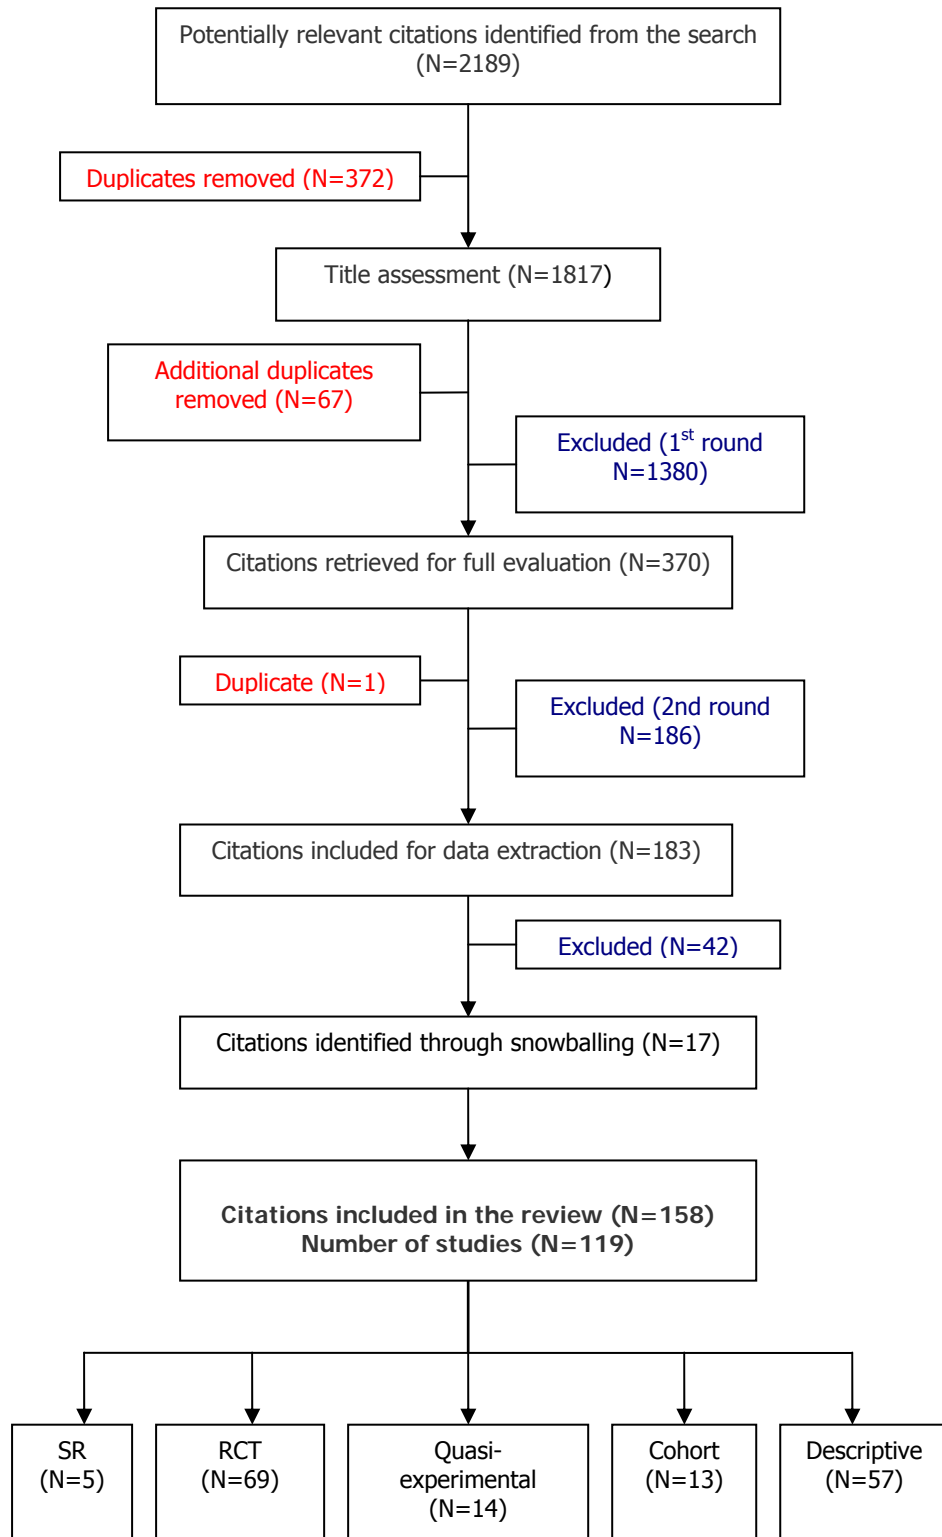 Potentially relevant citations identified from the search
(N=2189)
Duplicates removed (N=372)
Title assessment (N=1817)
Additional duplicates
removed (N=67)
Excluded (1st round
N=1380)
Citations retrieved for full evaluation (N=370)
Duplicate (N=1)
Excluded (2nd round
N=186)
Citations included for data extraction (N=183)
Excluded (N=42)
Citations identified through snowballing (N=17)
Citations included in the review (N=158)
Number of studies (N=119)
SR
(N=5)
RCT
(N=69)
Quasi-
experimental
(N=14)
Cohort
(N=13)
Descriptive
(N=57)